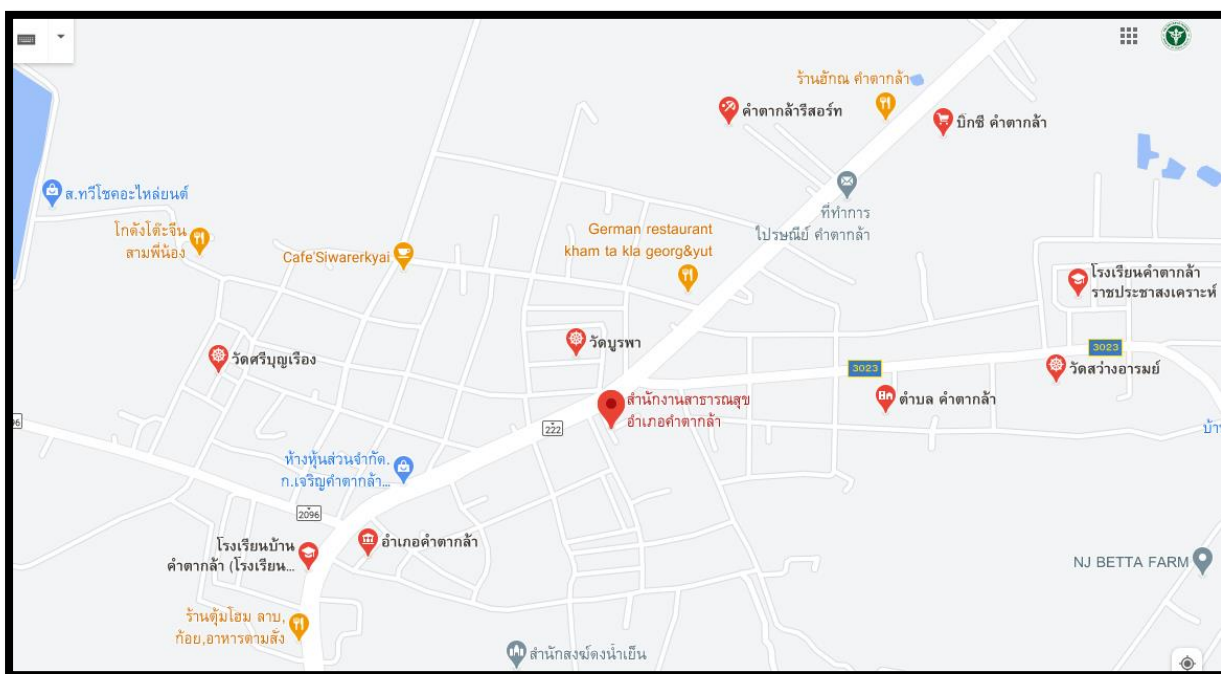 ร้านฮักณ คำตากล้า
คำตากล้ารีสอร์ท
บิ๊กซี คำตากล้า
ส.ทวีโชคอะไหล่ยนต์
ที่ทำการ
ไปรษณีย์ คำตากล้า
โกดังโต๊ะจีน
สามพี่น้อง
Cafe'Siwarerkyai
German restaurant
kham ta kla georg&yut
โรงเรียนคำตากล้า
ราชประชาสงเคราะห์
วัดศรีบุญเรือง
วัดบูรพา
3023
3023
วัดสว่างอารมย์
สำนักงานสาธารณสุข
อำเภอคำตากล้า
ตำบล คำตากล้า
222
ห้างหุ้นส่วนจำกัด.
ก.เจริญคำตากล้า...
2096
โรงเรียนบ้าน
คำตากล้า (โรงเรียน...
อำเภอคำตากล้า
NJ BETTA FARM
ร้านตุ้มโฮม ลาบ,
ก้อย,อาหารตามสั่ง
สำนักสงฆ์ดงน้ำเย็น